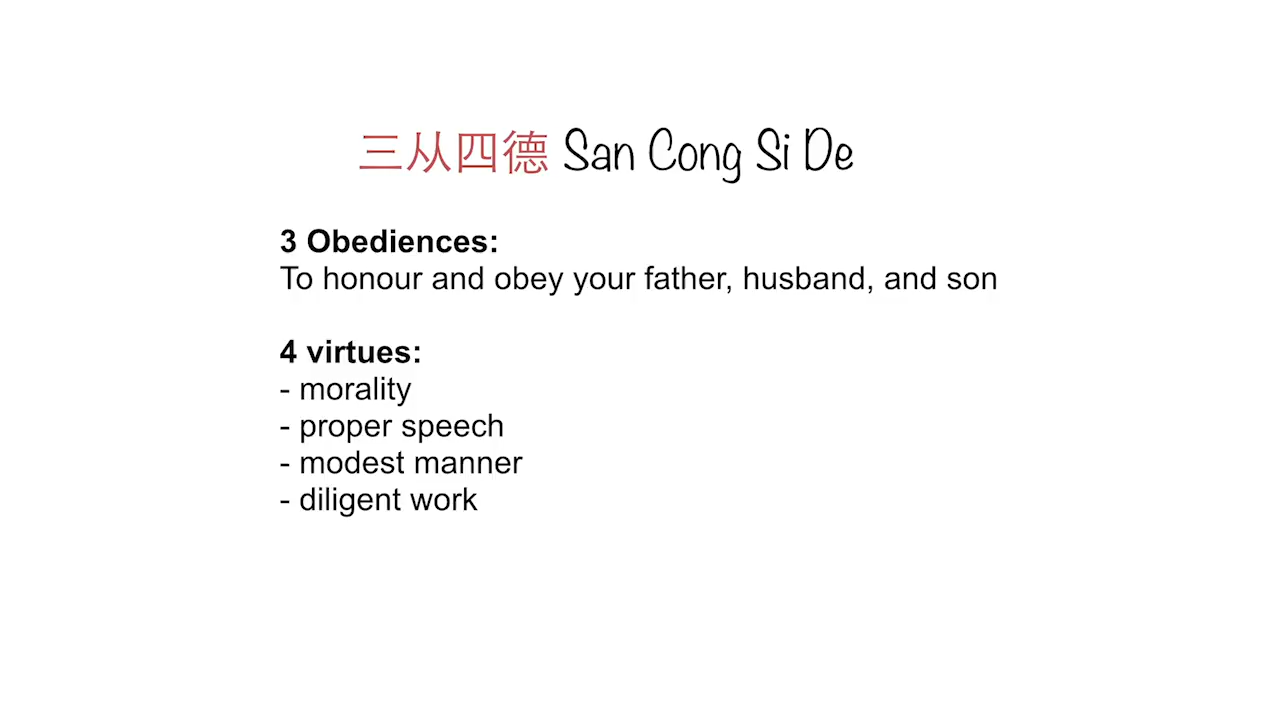 三从四德 San Cong Si De
3 Obediences:
To honour and obey your father, husband, and son
4 virtues:
- morality
- proper speech
- modest manner
- diligent work